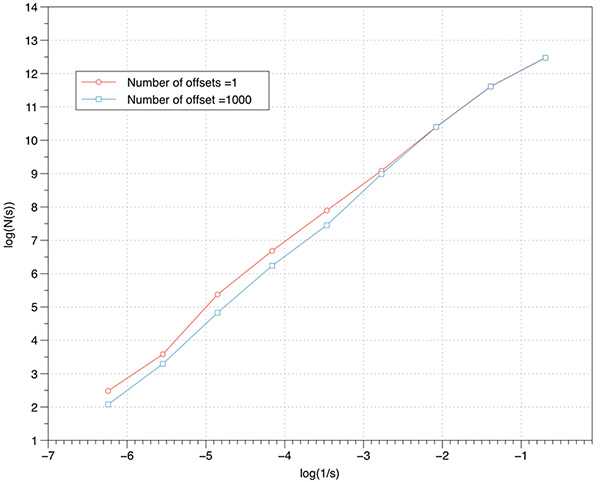 14
13
12
11
10
9
8
7
6
5
4
3
2
1
log(N(s))
Number of offsets =1
Number of offset =1000
−7 −6 −5 −4 −3 −2 −1
log(1/s)